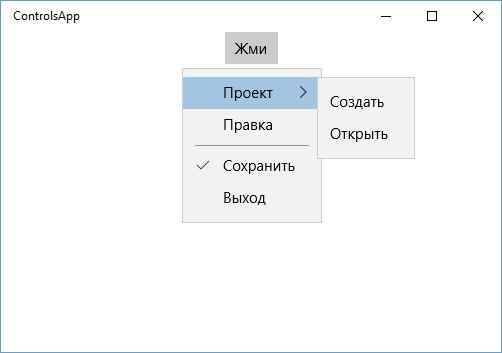 ControlsApp
Жми
Проект
Создать
Правка
Открыть
Сохранить
Выход